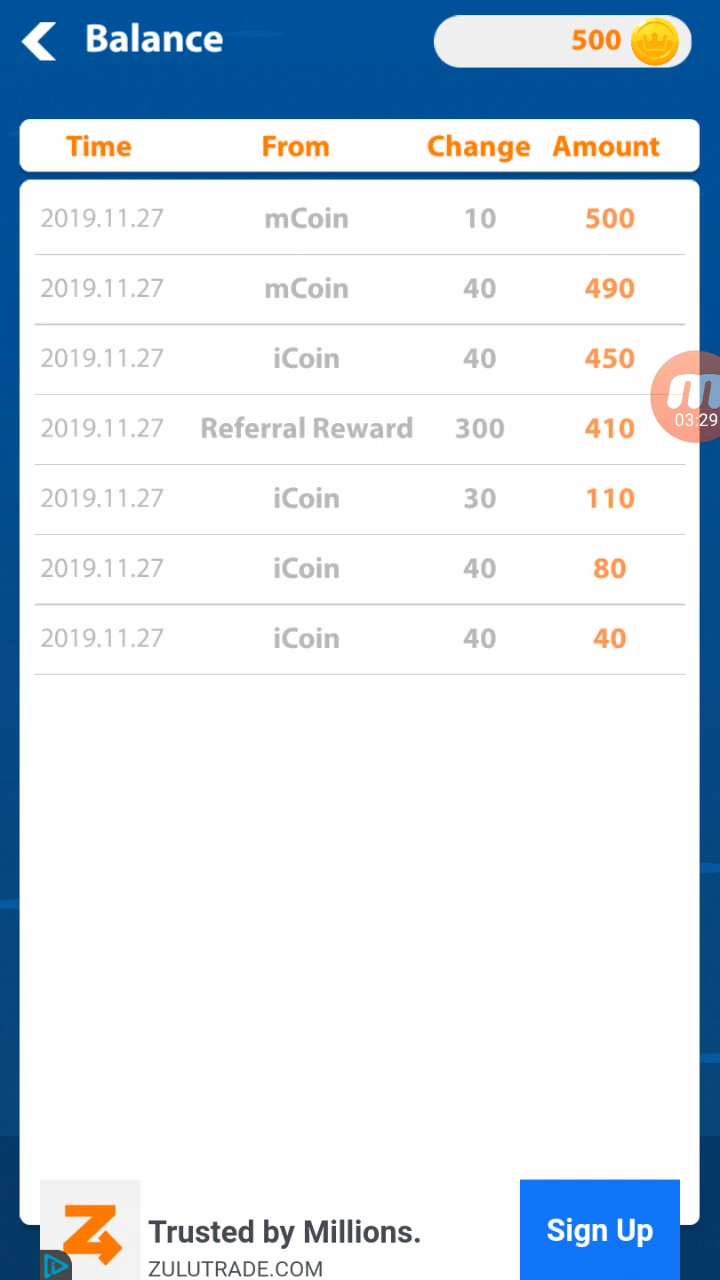 Balance 500
Time From Change Amount
2019.11.27 mCoin 10 500
2019.11.27 mCoin 40 490
2019.11.27 iCoin 40 450
03:29
2019.11.27 Referral Reward 300 410
2019.11.27 iCoin 30 110
2019.11.27 iCoin 40 80
2019.11.27 iCoin 40 40
Trusted by Millions.
Sign Up
ZULUTRADE.COM